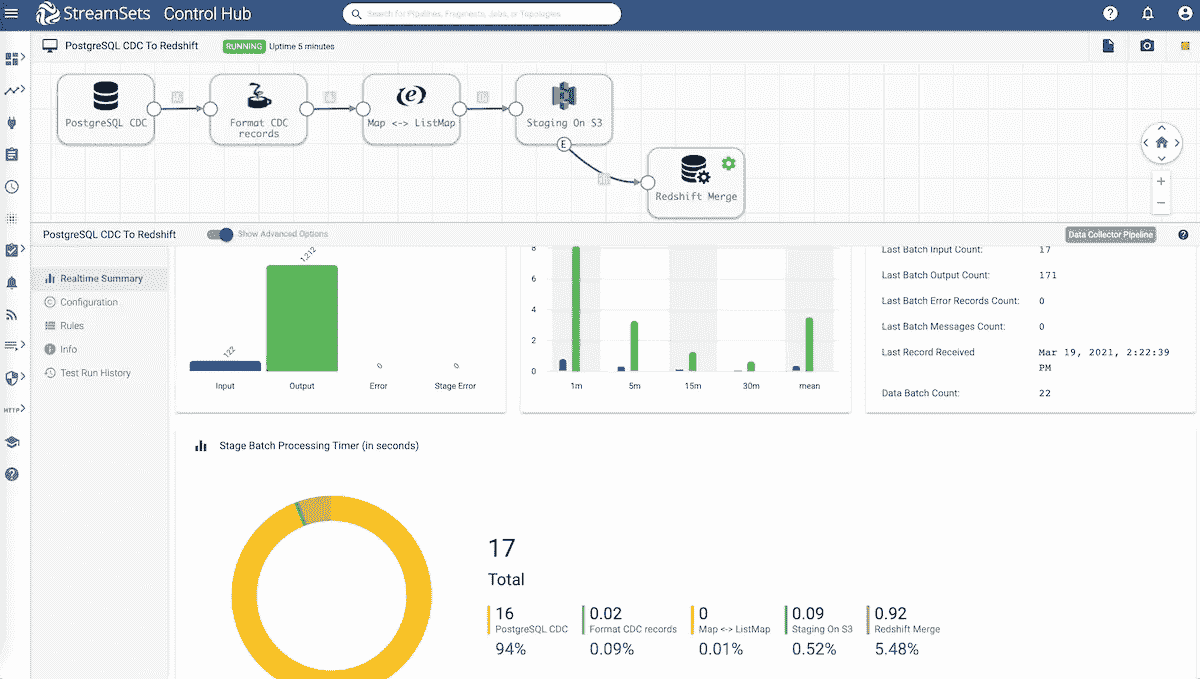 StreamSets Control Hub
Search for Pipelines, Fragments, Jobs, or Topologies
PostgreSQL CDC To Redshift
RUNNING
Uptime 5 minutes
PostgreSQL CDC
Format CDC
records
Map <-> ListMap
Staging On S3
E
Redshift Merge
+
−
PostgreSQL CDC To Redshift
Show Advanced Options
Data Collector Pipeline
Realtime Summary
Configuration
Rules
Info
Test Run History
HTTP
122
1,212
0
0
Input
Output
Error
Stage Error
8
6
4
2
0
1m
5m
15m
30m
mean
Last Batch Input Count: 17
Last Batch Output Count: 171
Last Batch Error Records Count: 0
Last Batch Messages Count: 0
Last Record Received Mar 19, 2021, 2:22:39
PM
Data Batch Count: 22
Stage Batch Processing Timer (in seconds)
17
Total
16
PostgreSQL CDC
94%
0.02
Format CDC records
0.09%
0
Map <-> ListMap
0.01%
0.09
Staging On S3
0.52%
0.92
Redshift Merge
5.48%